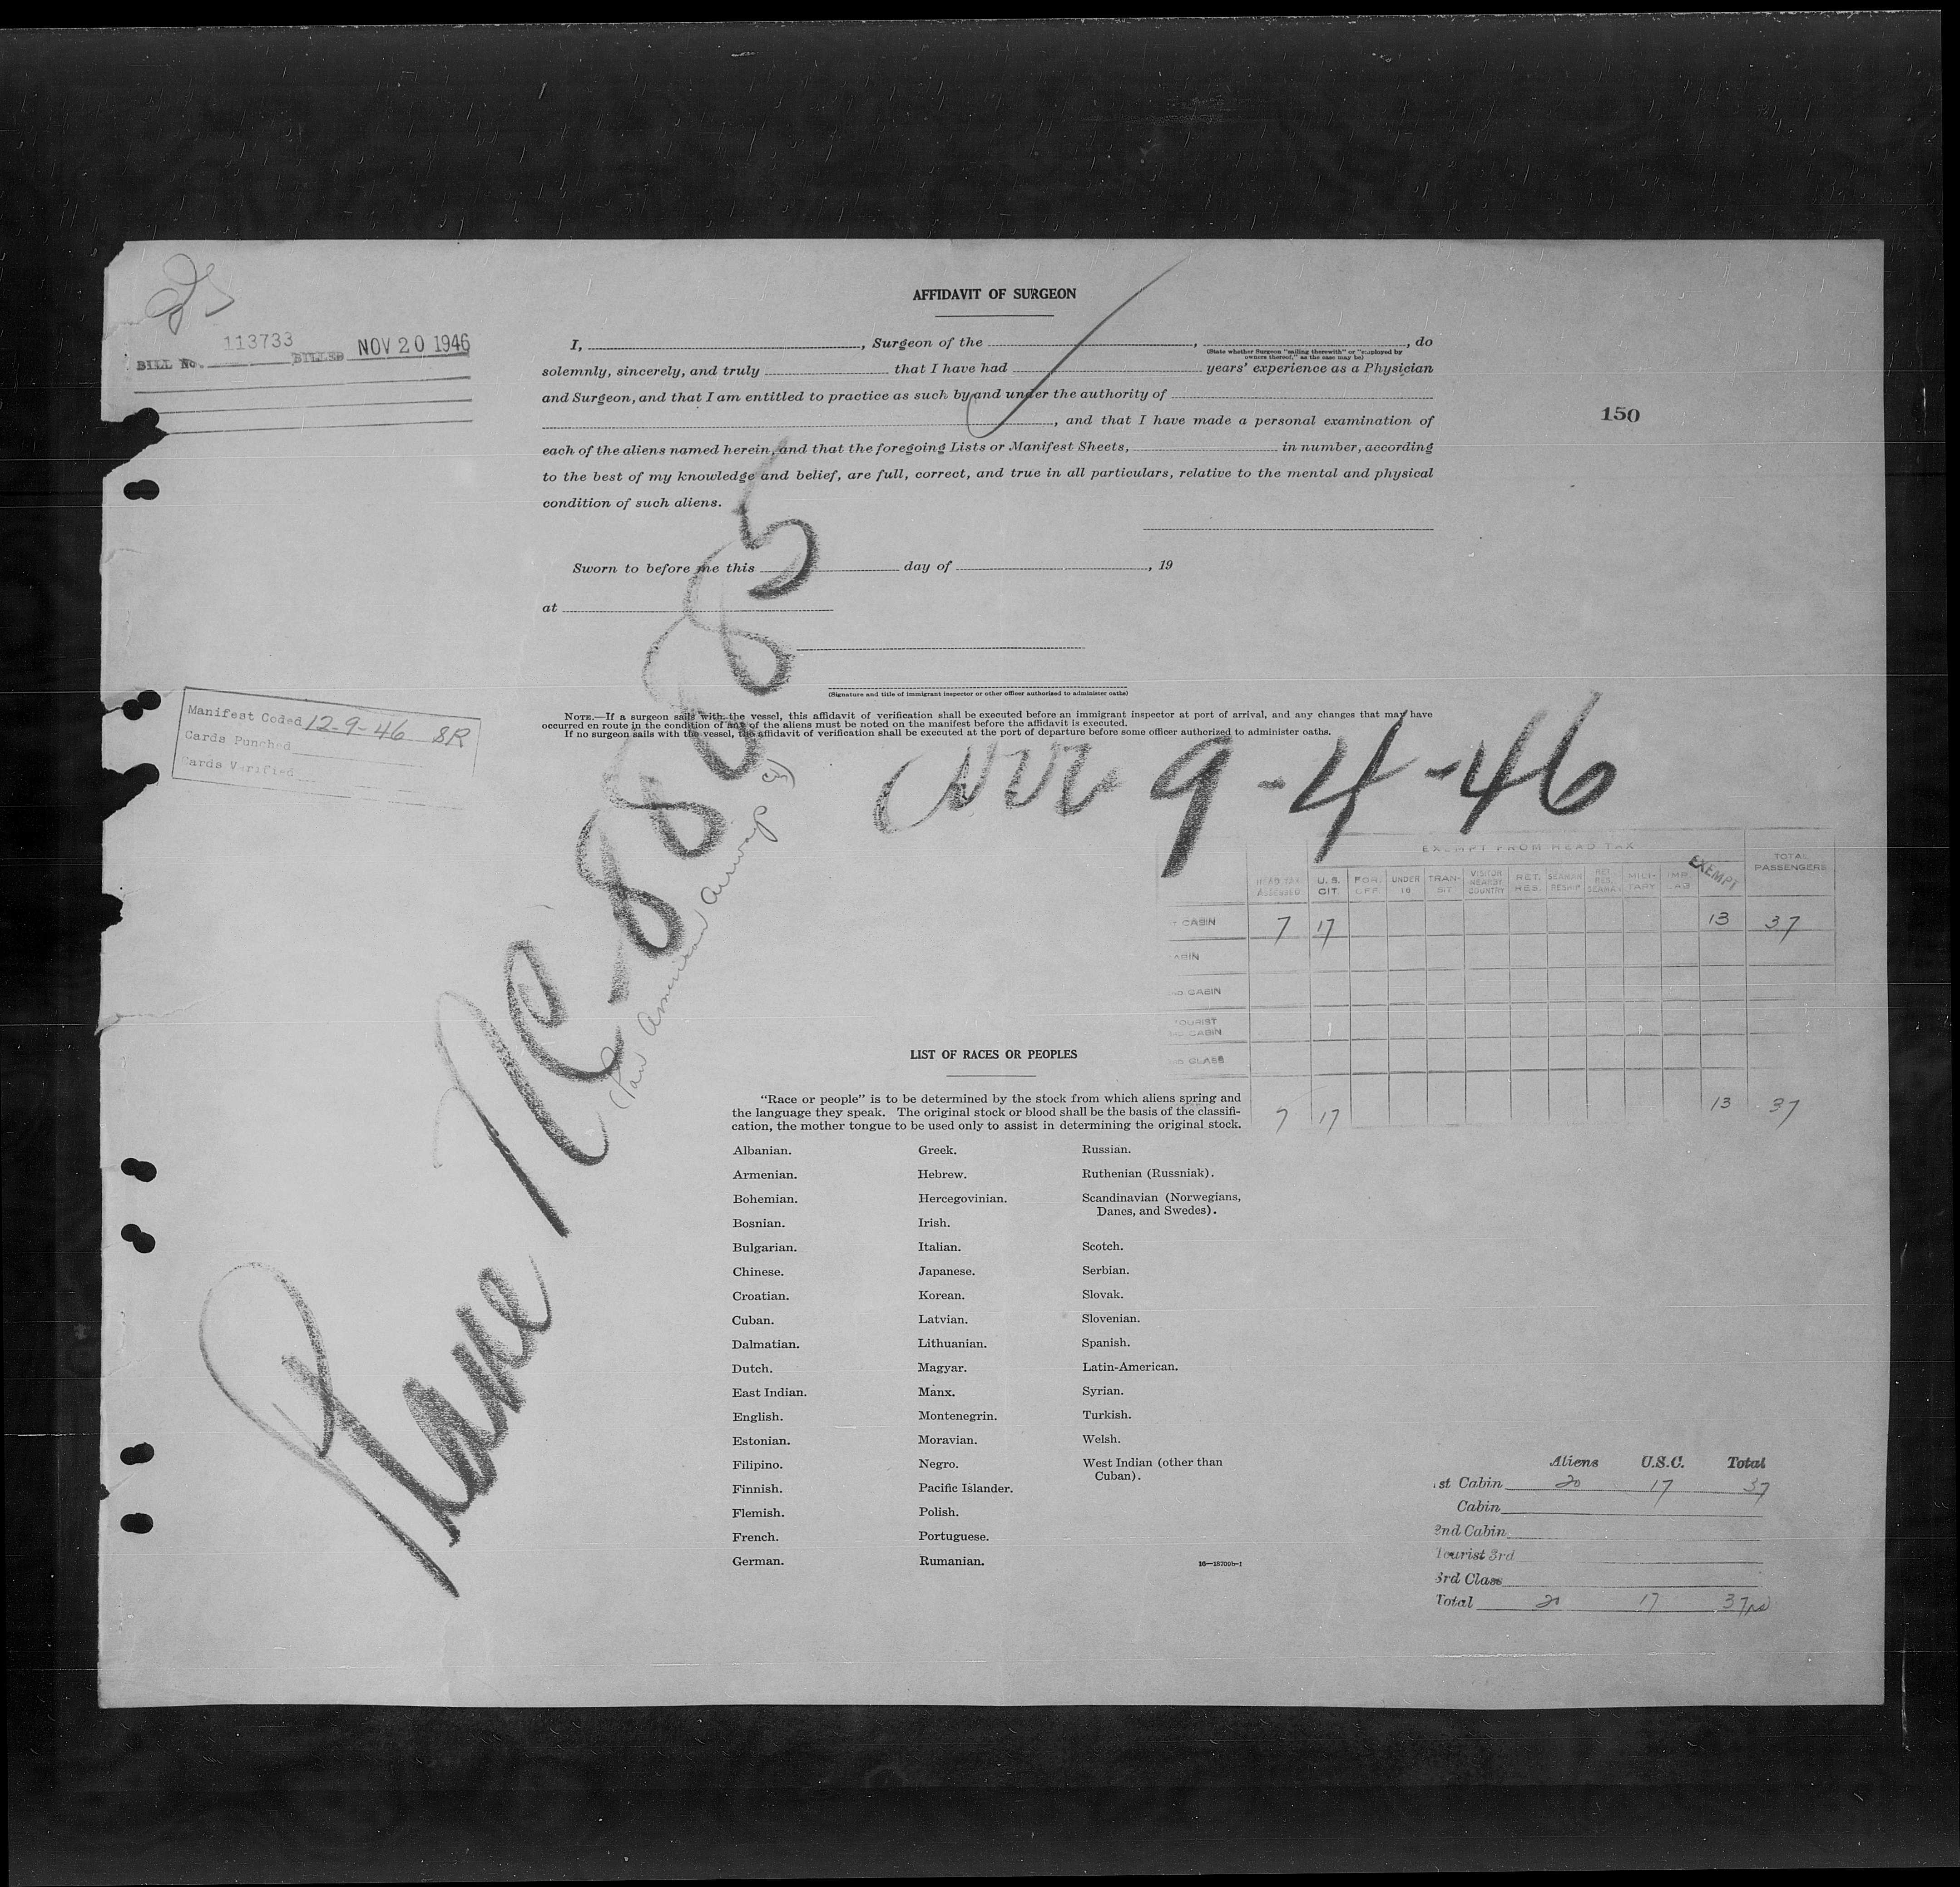 AFFIDAVIT OF SURGEON
BILL No. 113733 BILLED NOV 20 1946
150
I, , Surgeon of the , , do
(State whether Surgeon "sailing therewith" or "employed by
owners thereof," as the case may be)
solemnly, sincerely, and truly that I have had years' experience as a Physician
and Surgeon, and that I am entitled to practice as such by and under the authority of
, and that I have made a personal examination of
each of the aliens named herein, and that the foregoing Lists or Manifest Sheets, in number, according
to the best of my knowledge and belief, are full, correct, and true in all particulars, relative to the mental and physical
condition of such aliens.
Sworn to before me this day of , 19
at
(Signature and title of immigrant inspector or other officer authorized to administer oaths)
NOTE.—If a surgeon sails with the vessel, this affidavit of verification shall be executed before an immigrant inspector at port of arrival, and any changes that may have
occurred en route in the condition of any of the aliens must be noted on the manifest before the affidavit is executed.
If no surgeon sails with the vessel, the affidavit of verification shall be executed at the port of departure before some officer authorized to administer oaths.
Manifest Coded 12-9-46 SR
Cards Punched
Cards Verified
9-4-46
Plane NC-88885
(Pan American Airways
EXEMPT FROM HEAD TAX
HEAD TAX ASSESSED U.S. CIT. FOR. OFF. UNDER 16 TRANSIT VISITOR NEARBY COUNTRY RET. RES. SEAMAN RESHIP REL. RES. SEAMAN MILITARY IMP. LAB EXEMPT TOTAL PASSENGERS
CABIN 7 17 13 37
ABIN
ND CABIN
TOURIST
CABIN
CLASS
7 17 13 37
LIST OF RACES OR PEOPLES
"Race or people" is to be determined by the stock from which aliens spring and
the language they speak. The original stock or blood shall be the basis of the classifi-
cation, the mother tongue to be used only to assist in determining the original stock.
Albanian. Greek. Russian.
Armenian. Hebrew. Ruthenian (Russniak).
Bohemian. Hercegovinian. Scandinavian (Norwegians,
Danes, and Swedes).
Bosnian. Irish.
Bulgarian. Italian. Scotch.
Chinese. Japanese. Serbian.
Croatian. Korean. Slovak.
Cuban. Latvian. Slovenian.
Dalmatian. Lithuanian. Spanish.
Dutch. Magyar. Latin-American.
East Indian. Manx. Syrian.
English. Montenegrin. Turkish.
Estonian. Moravian. Welsh.
Filipino. Negro. West Indian (other than
Cuban).
Finnish. Pacific Islander.
Flemish. Polish.
French. Portuguese.
German. Rumanian.
16—18700b-1
Aliens U.S.C. Total
st Cabin 20 17 37
Cabin
2nd Cabin
Tourist 3rd
3rd Class
Total 20 17 37